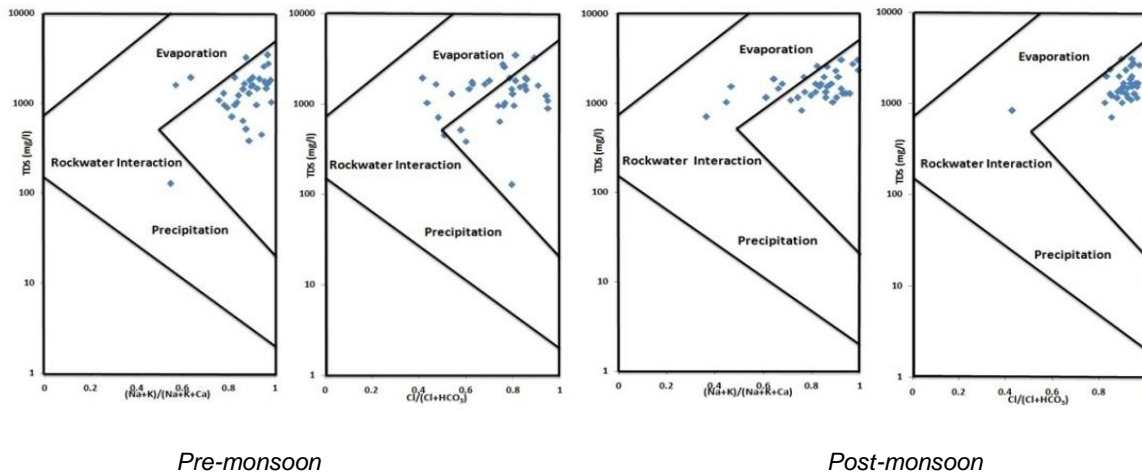 10000
1000
100
10
1
TDS (mg/l)
Evaporation
Rockwater Interaction
Precipitation
0 0.2 0.4 0.6 0.8 1
(Na+K)/(Na+K+Ca)
10000
1000
100
10
1
TDS (mg/l)
Evaporation
Rockwater Interaction
Precipitation
0 0.2 0.4 0.6 0.8 1
Cl/(Cl+HCO3)
10000
1000
100
10
1
TDS (mg/l)
Evaporation
Rockwater Interaction
Precipitation
0 0.2 0.4 0.6 0.8 1
(Na+K)/(Na+K+Ca)
10000
1000
100
10
1
TDS (mg/l)
Evaporation
Rockwater Interaction
Precipitation
0 0.2 0.4 0.6 0.8
Cl/(Cl+HCO3)
Pre-monsoon
Post-monsoon